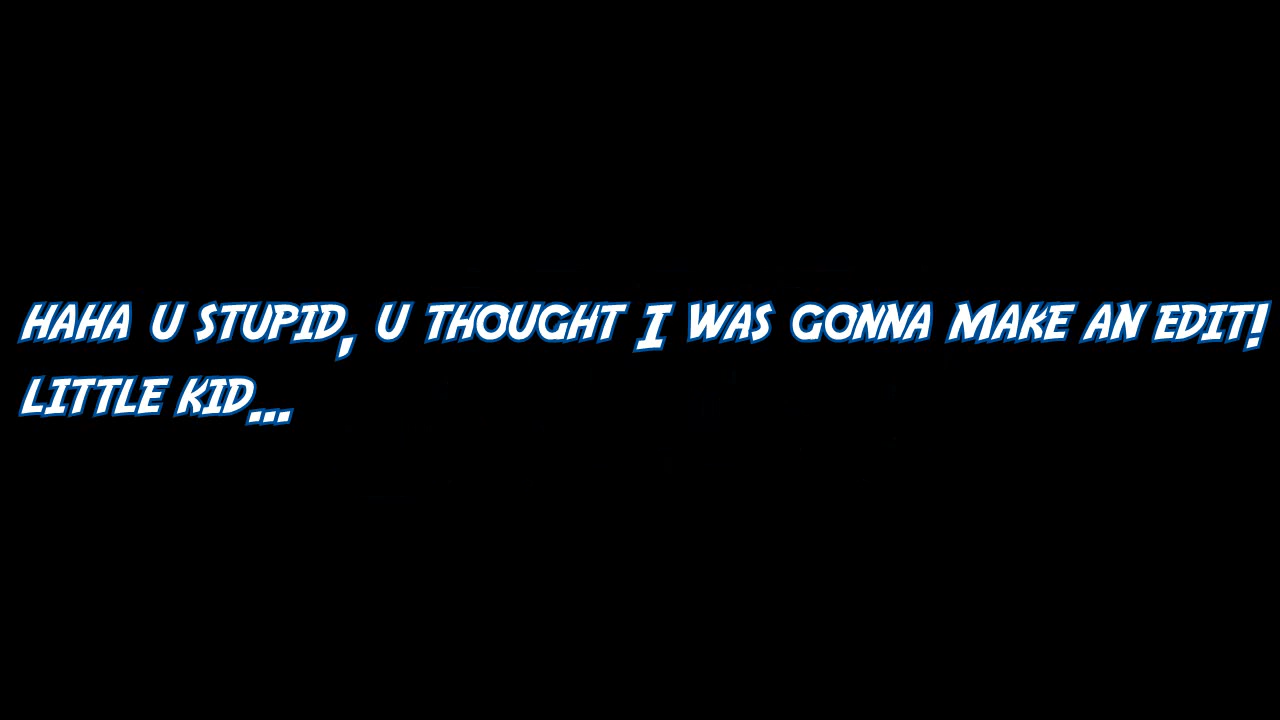 HAHA U STUPID, U THOUGHT I WAS GONNA MAKE AN EDIT!
LITTLE KID...